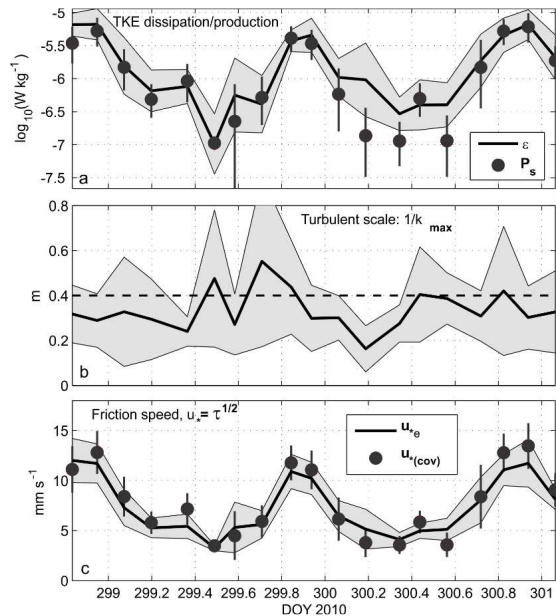 TKE dissipation/production
-5
-5.5
-6
-6.5
-7
-7.5
log10(W kg-1)
ε
Ps
a
Turbulent scale: 1/k max
0.8
0.6
0.4
0.2
0
m
b
Friction speed, u*= τ1/2
15
10
5
0
mm s-1
u*e
u*(cov)
c
299 299.2 299.4 299.6 299.8 300 300.2 300.4 300.6 300.8 301
DOY 2010